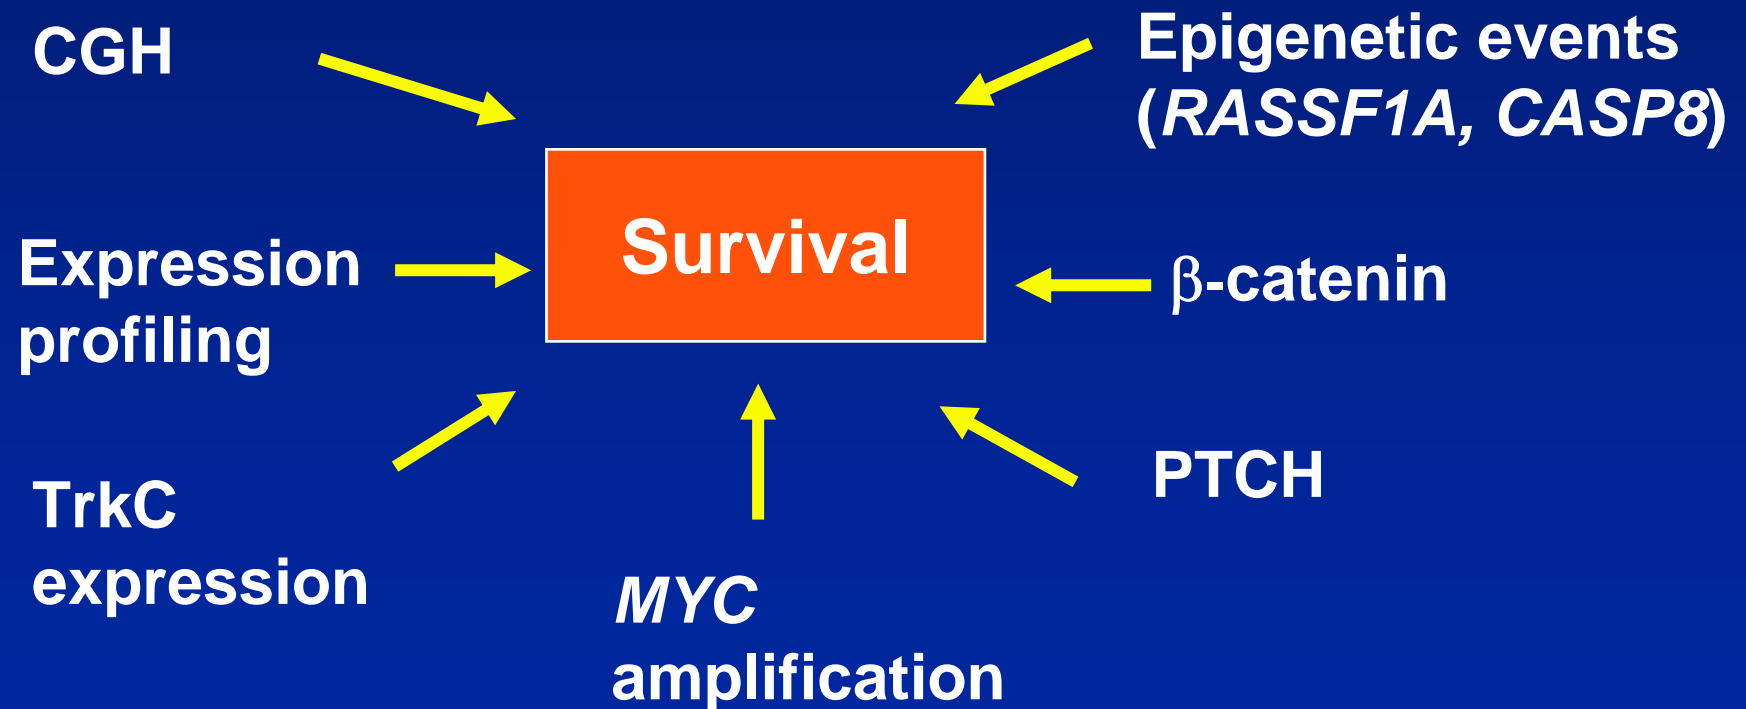 CGH
Epigenetic events
(RASSF1A, CASP8)
Survival
Expression
profiling
β-catenin
TrkC
expression
PTCH
MYC
amplification